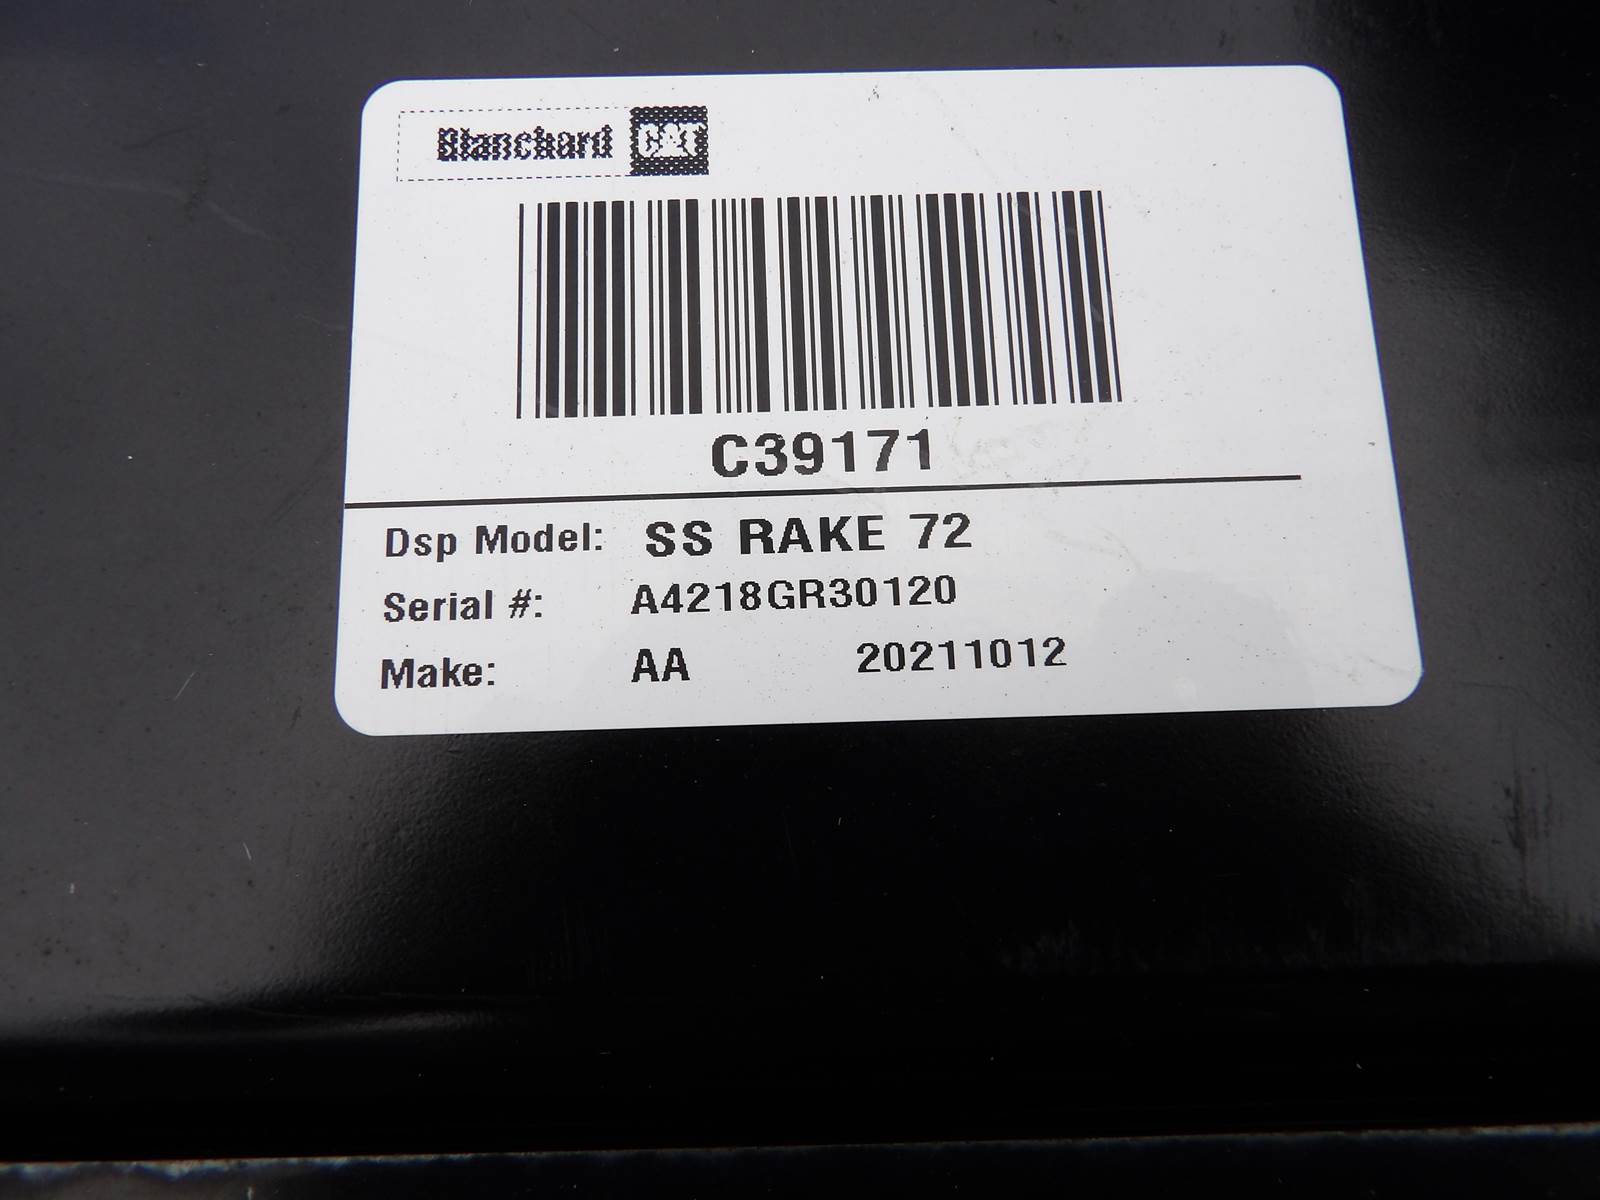 Blanchard CAT
C39171
Dsp Model: SS RAKE 72
Serial #: A4218GR30120
Make: AA 20211012